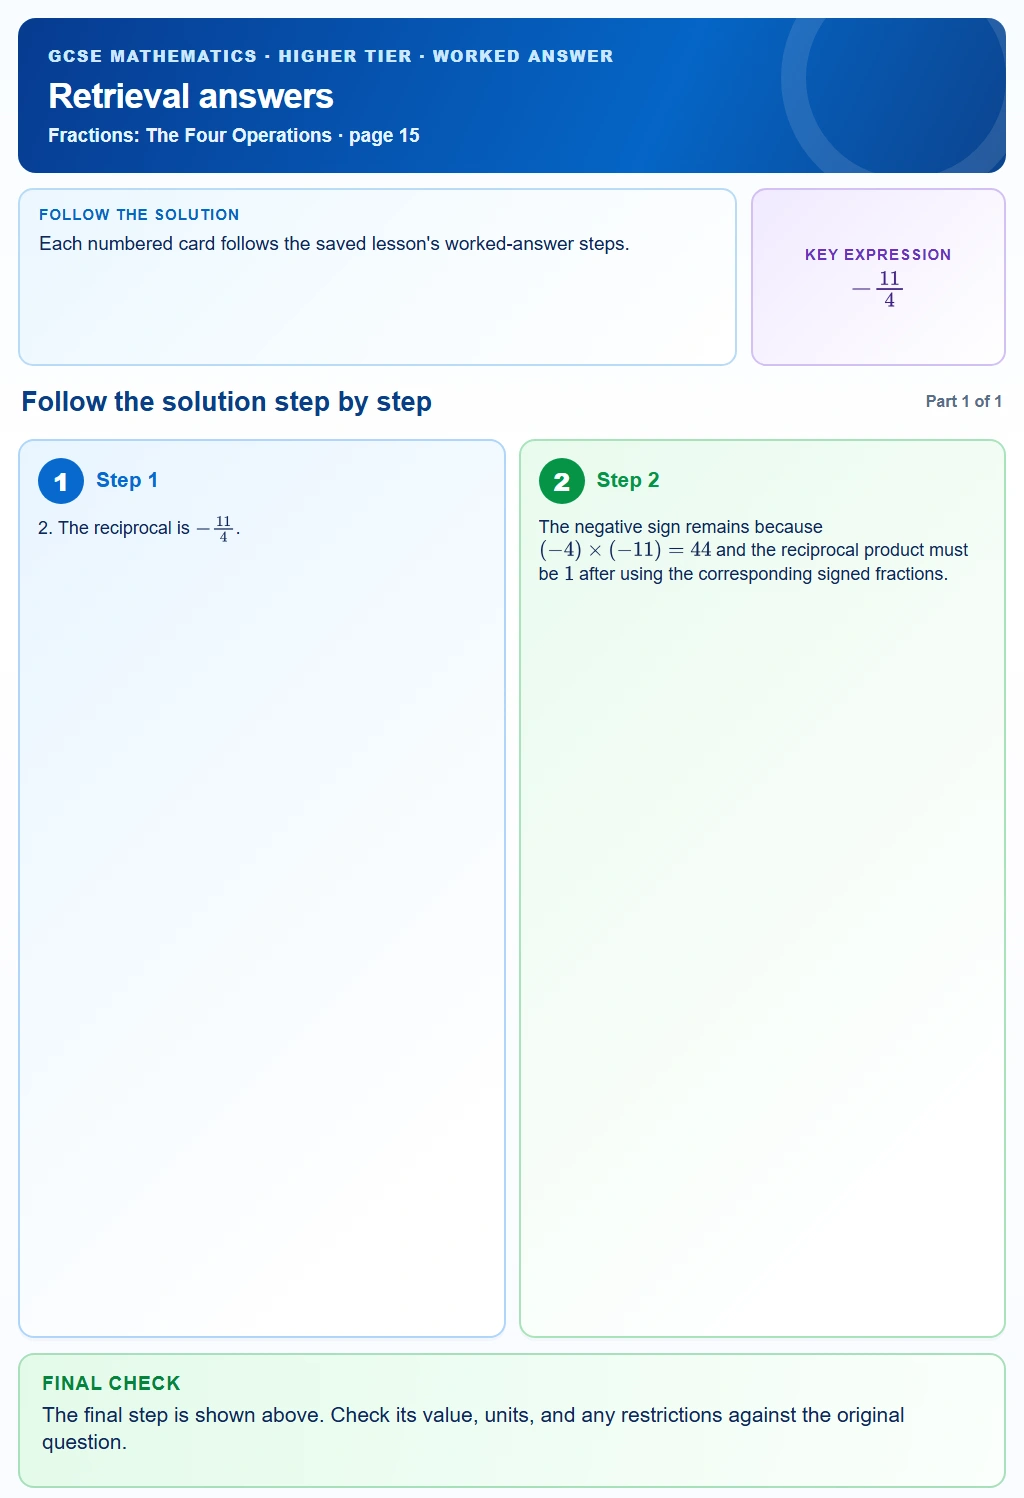 GCSE MATHEMATICS · HIGHER TIER · WORKED ANSWER
Retrieval answers
Fractions: The Four Operations · page 15
FOLLOW THE SOLUTION
Each numbered card follows the saved lesson's worked-answer steps.
KEY EXPRESSION
−11/4
Follow the solution step by step
Part 1 of 1
1 Step 1
2. The reciprocal is −11/4.
2 Step 2
The negative sign remains because
(−4) × (−11) = 44 and the reciprocal product must
be 1 after using the corresponding signed fractions.
FINAL CHECK
The final step is shown above. Check its value, units, and any restrictions against the original
question.